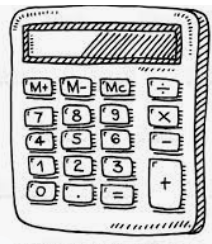 M+ M- Mc ÷
7 8 9 ×
4 5 6 -
1 2 3 +
0 . =